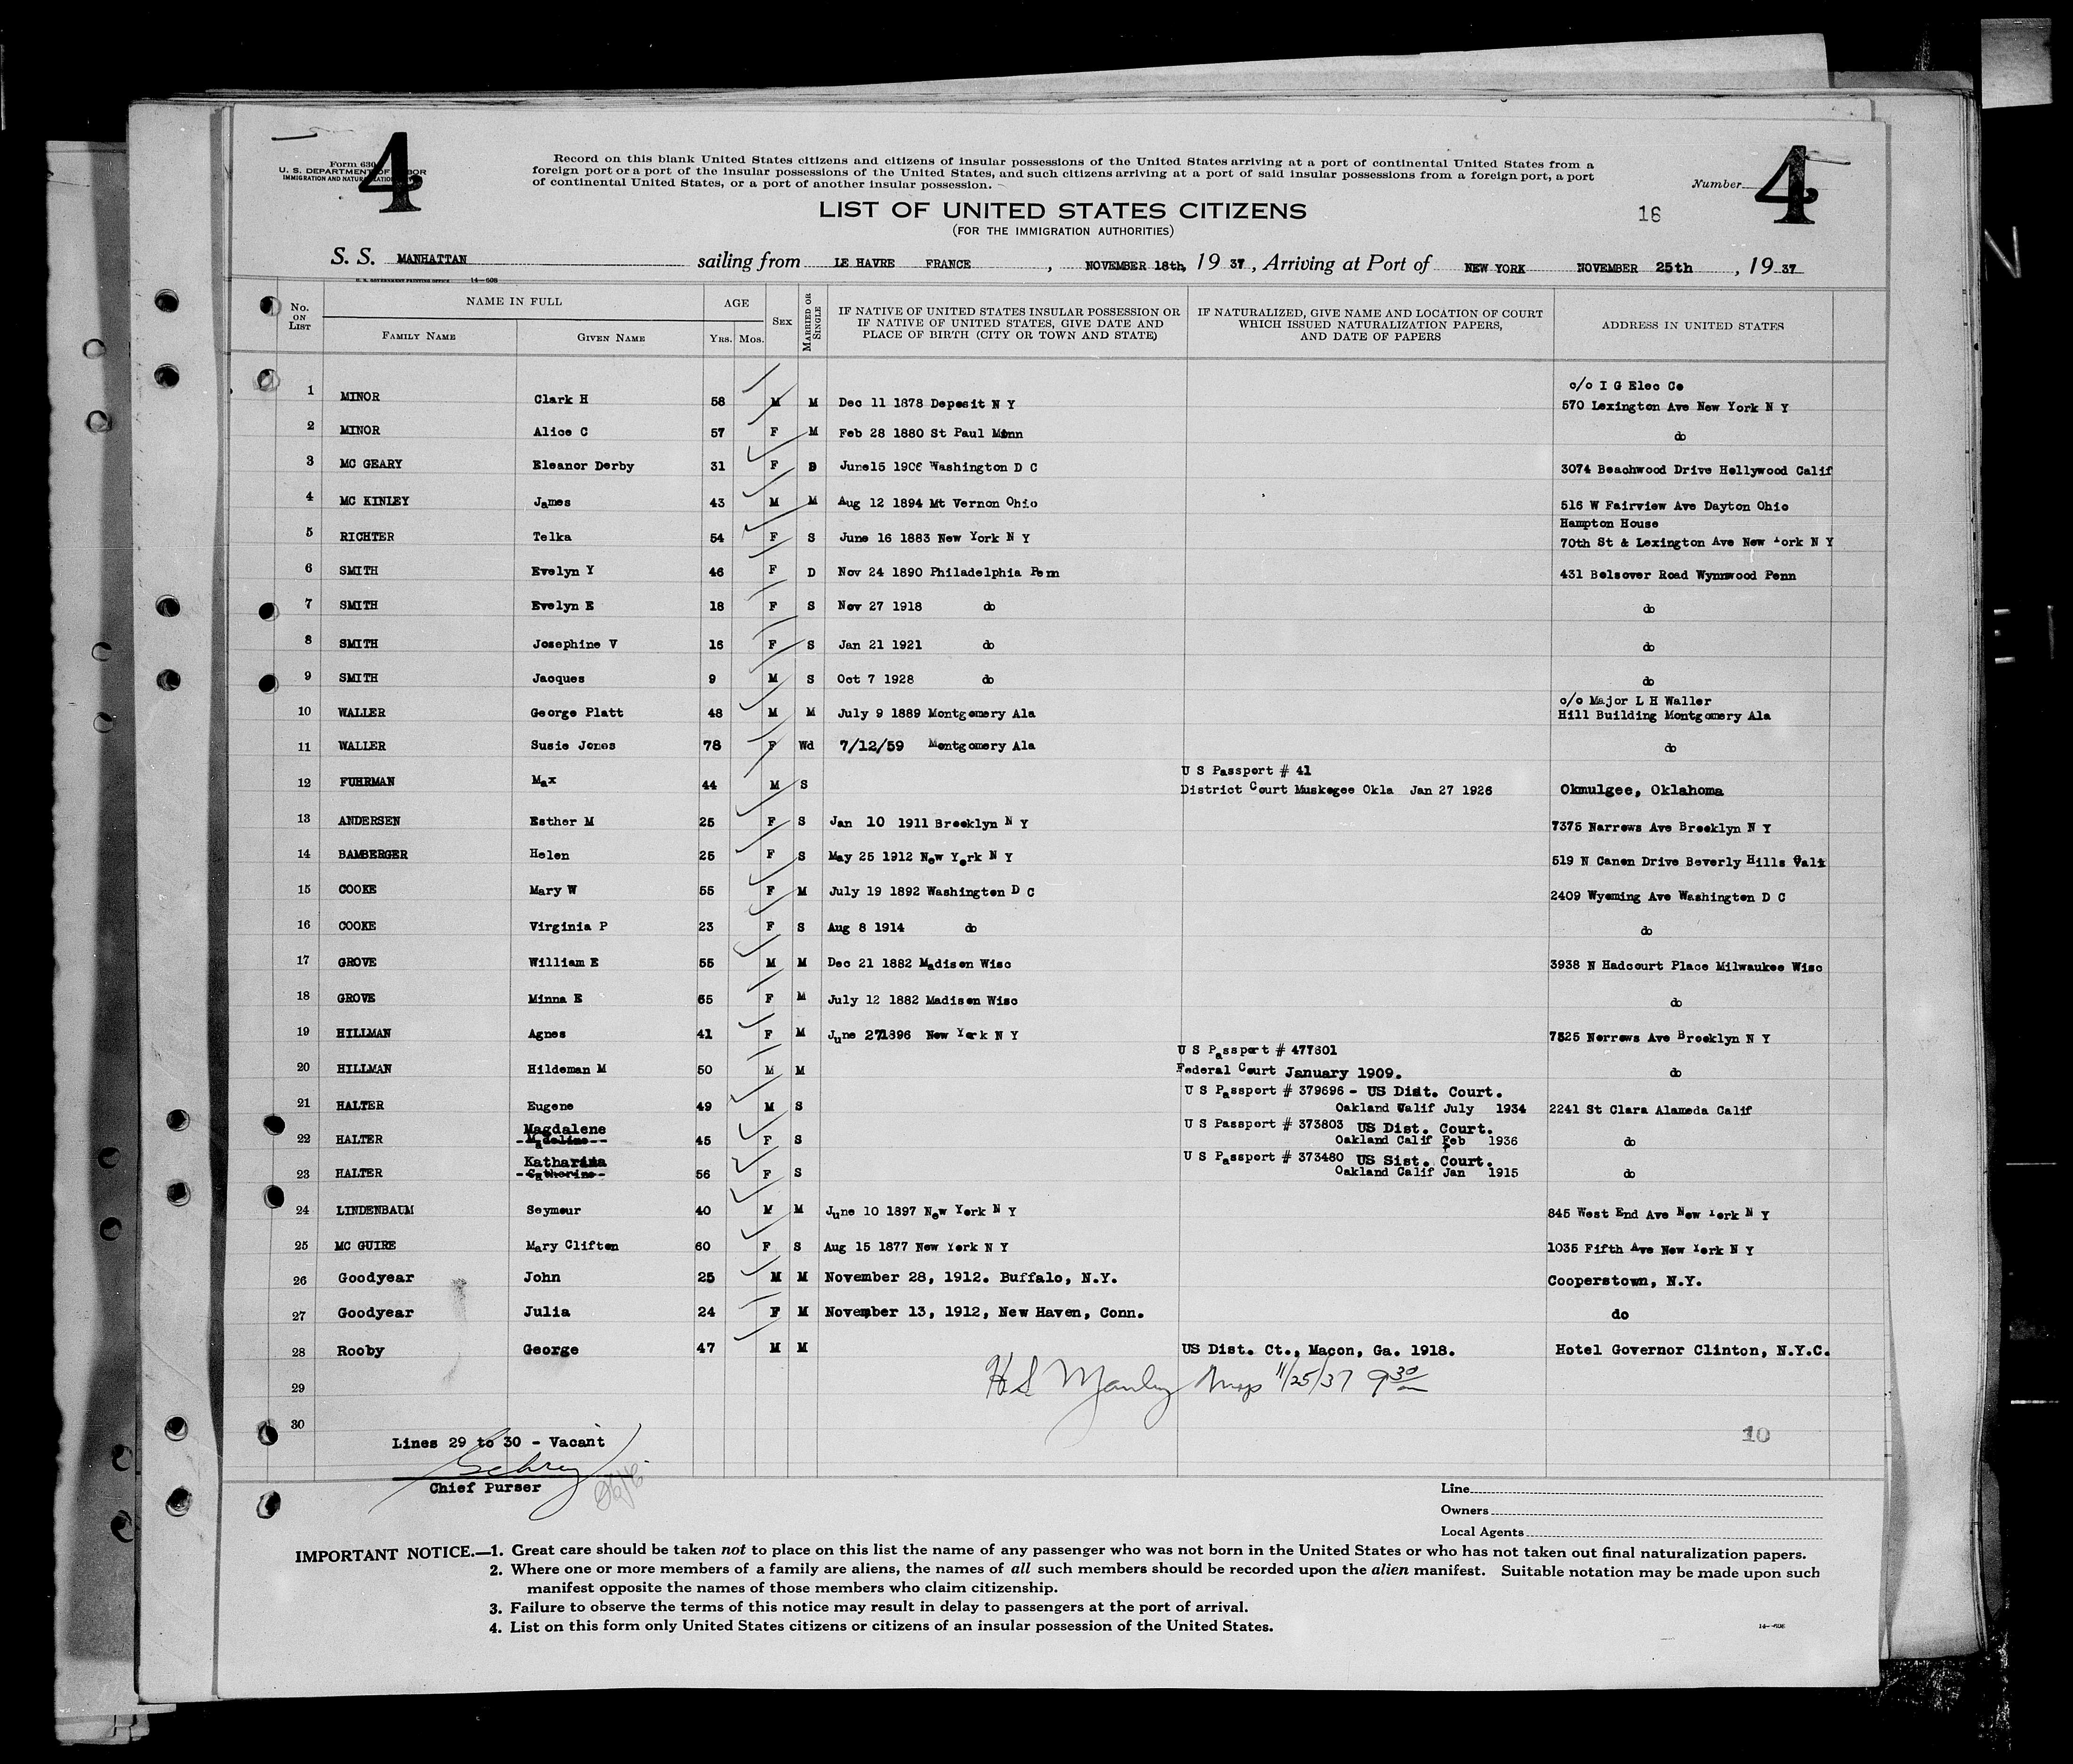 4
4
Form 630
U. S. DEPARTMENT OF LABOR
IMMIGRATION AND NATURALIZATION
Record on this blank United States citizens and citizens of insular possessions of the United States arriving at a port of continental United States from a
foreign port or a port of the insular possessions of the United States, and such citizens arriving at a port of said insular possessions from a foreign port, a port
of continental United States, or a port of another insular possession.
Number
LIST OF UNITED STATES CITIZENS
16
(FOR THE IMMIGRATION AUTHORITIES)
S. S. MANHATTAN sailing from LE HAVRE FRANCE , NOVEMBER 18th, 19 37, Arriving at Port of NEW YORK NOVEMBER 25th , 19 37
U. S. GOVERNMENT PRINTING OFFICE 14-608
No. ON LIST NAME IN FULL AGE SEX MARRIED OR SINGLE IF NATIVE OF UNITED STATES INSULAR POSSESSION OR IF NATIVE OF UNITED STATES, GIVE DATE AND PLACE OF BIRTH (CITY OR TOWN AND STATE) IF NATURALIZED, GIVE NAME AND LOCATION OF COURT WHICH ISSUED NATURALIZATION PAPERS, AND DATE OF PAPERS ADDRESS IN UNITED STATES
FAMILY NAME GIVEN NAME YRS. MOS.
c/o I G Elec Co
1 MINOR Clark H 58 M M Dec 11 1878 Deposit N Y 570 Lexington Ave New York N Y
2 MINOR Alice C 57 F M Feb 28 1880 St Paul Minn do
3 MC GEARY Eleanor Derby 31 F D June15 1906 Washington D C 3074 Beachwood Drive Hollywood Calif
4 MC KINLEY James 43 M M Aug 12 1894 Mt Vernon Ohio 516 W Fairview Ave Dayton Ohio
Hampton House
5 RICHTER Telka 54 F S June 16 1883 New York N Y 70th St & Lexington Ave New York N Y
6 SMITH Evelyn Y 46 F D Nov 24 1890 Philadelphia Penn 431 Belsover Road Wynnwood Penn
7 SMITH Evelyn E 18 F S Nov 27 1918 do do
8 SMITH Josephine V 16 F S Jan 21 1921 do do
9 SMITH Jacques 9 M S Oct 7 1928 do do
c/o Major L H Waller
10 WALLER George Platt 48 M M July 9 1889 Montgomery Ala Hill Building Montgomery Ala
11 WALLER Susie Jones 78 F Wd 7/12/59 Montgomery Ala do
U S Passport # 41
12 FUHRMAN Max 44 M S District Court Muskogee Okla Jan 27 1926 Okmulgee, Oklahoma
13 ANDERSEN Esther M 25 F S Jan 10 1911 Brooklyn N Y 7375 Narrows Ave Brooklyn N Y
14 BAMBERGER Helen 25 F S May 25 1912 New York N Y 519 N Canon Drive Beverly Hills Cali
15 COOKE Mary W 55 F M July 19 1892 Washington D C 2409 Wyoming Ave Washington D C
16 COOKE Virginia P 23 F S Aug 8 1914 do do
17 GROVE William E 55 M M Dec 21 1882 Madison Wisc 3938 N Hadcourt Place Milwaukee Wisc
18 GROVE Minna E 55 F M July 12 1882 Madison Wisc do
19 HILLMAN Agnes 41 F M June 271896 New York N Y 7525 Norrows Ave Brooklyn N Y
U S Passport # 477601
20 HILLMAN Hildeman M 50 M M Federal Court January 1909. do
U S Passport # 379696 - US Dist. Court.
21 HALTER Eugene 49 M S Oakland Calif July 1934 2241 St Clara Alameda Calif
Magdalene U S Passport # 373803 US Dist. Court.
22 HALTER -Madeline-- 45 F S Oakland Calif Feb 1936 do
Katharina U S Passport # 373480 US Sist. Court.
23 HALTER -Catherine- 56 F S Oakland Calif Jan 1915 do
24 LINDENBAUM Seymour 40 M M June 10 1897 New York N Y 845 West End Ave New York N Y
25 MC GUIRE Mary Clifton 60 F S Aug 15 1877 New York N Y 1035 Fifth Ave New York N Y
26 Goodyear John 25 M M November 28, 1912. Buffalo, N.Y. Cooperstown, N.Y.
27 Goodyear Julia 24 F M November 13, 1912, New Haven, Conn. do
28 Rooby George 47 M M US Dist. Ct., Macon, Ga. 1918. Hotel Governor Clinton, N.Y.C.
29 H S Manley 11/25/37 9 30
30
10
Lines 29 to 30 - Vacant
Chief Purser
Line
Owners
Local Agents
IMPORTANT NOTICE.—1. Great care should be taken not to place on this list the name of any passenger who was not born in the United States or who has not taken out final naturalization papers.
2. Where one or more members of a family are aliens, the names of all such members should be recorded upon the alien manifest. Suitable notation may be made upon such
manifest opposite the names of those members who claim citizenship.
3. Failure to observe the terms of this notice may result in delay to passengers at the port of arrival.
4. List on this form only United States citizens or citizens of an insular possession of the United States.